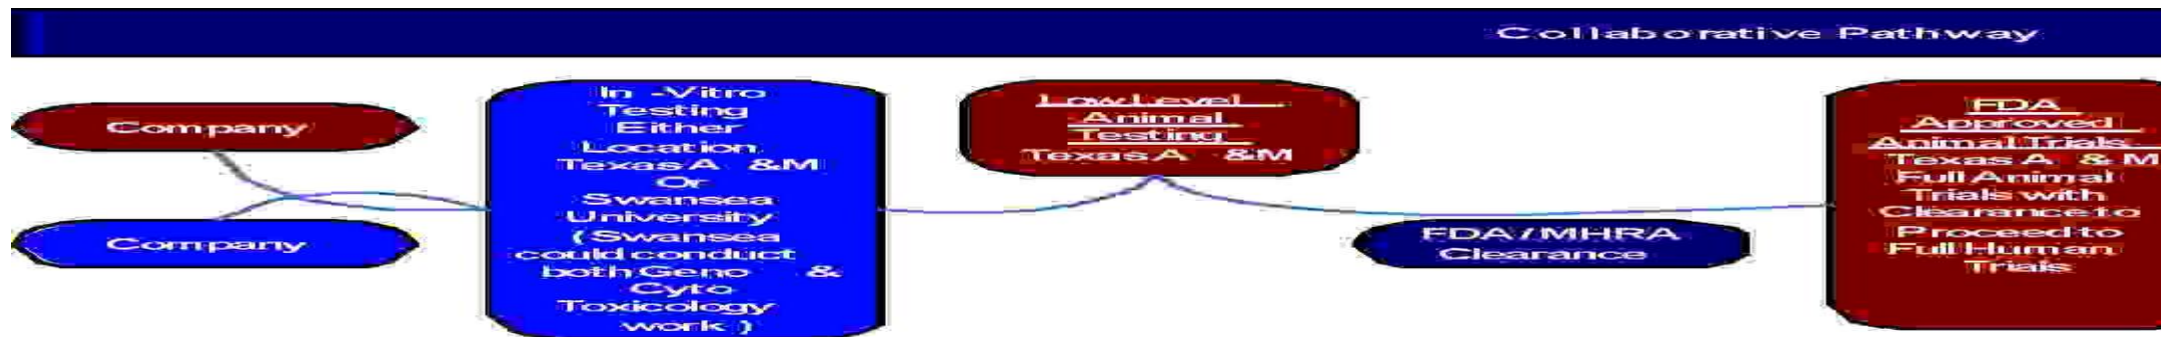 Collaborative Pathway
Company
Company
In -Vitro
Testing
Either
Location
Texas A &M
Or
Swansea
University
(Swansea
could conduct
both Geno &
Cyto
Toxicology
work )
Low Level
Animal
Testing
Texas A &M
FDA / MHRA
Clearance
FDA
Approved
Animal Trials
Texas A & M
Full Animal
Trials with
Clearance to
Proceed to
Full Human
Trials